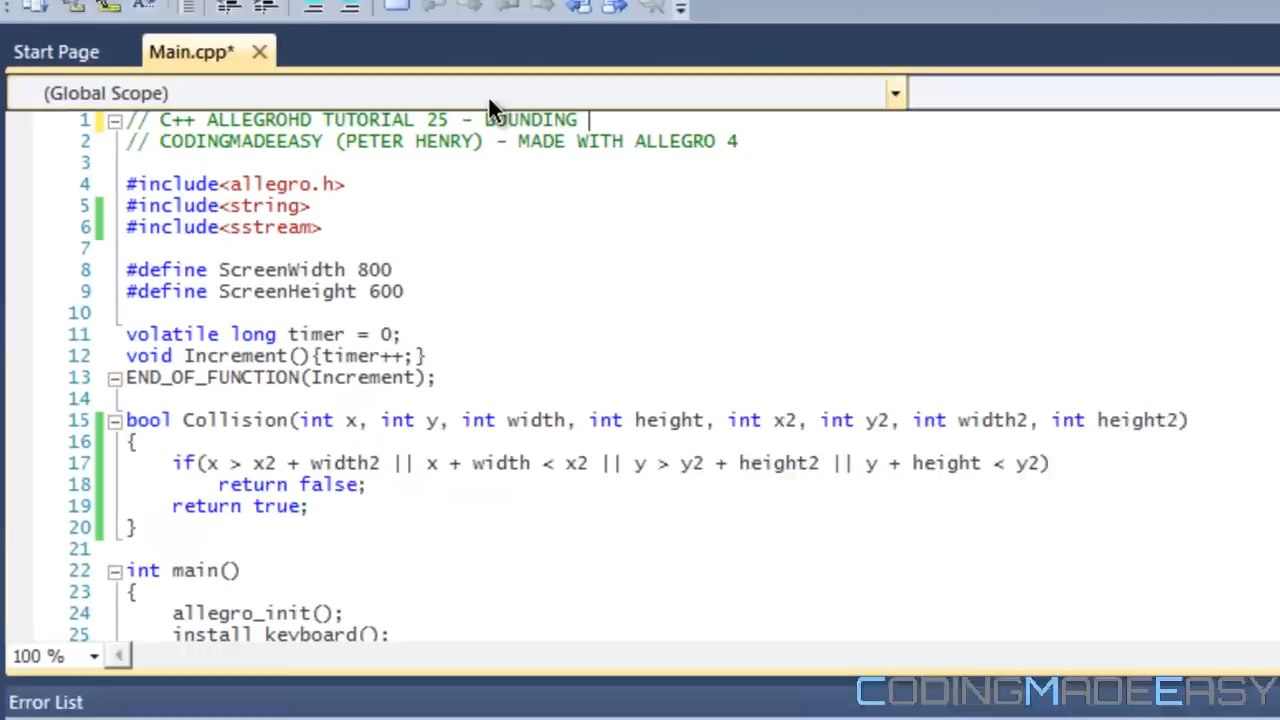 Start Page
Main.cpp*
(Global Scope)
1 // C++ ALLEGROHD TUTORIAL 25 - BOUNDING
2 // CODINGMADEEASY (PETER HENRY) - MADE WITH ALLEGRO 4
3
4 #include<allegro.h>
5 #include<string>
6 #include<sstream>
7
8 #define ScreenWidth 800
9 #define ScreenHeight 600
10
11 volatile long timer = 0;
12 void Increment(){timer++;}
13 END_OF_FUNCTION(Increment);
14
15 bool Collision(int x, int y, int width, int height, int x2, int y2, int width2, int height2)
16 {
17 if(x > x2 + width2 || x + width < x2 || y > y2 + height2 || y + height < y2)
18 return false;
19 return true;
20 }
21
22 int main()
23 {
24 allegro_init();
25 install_keyboard();
100 %
CODINGMADEEASY
Error List